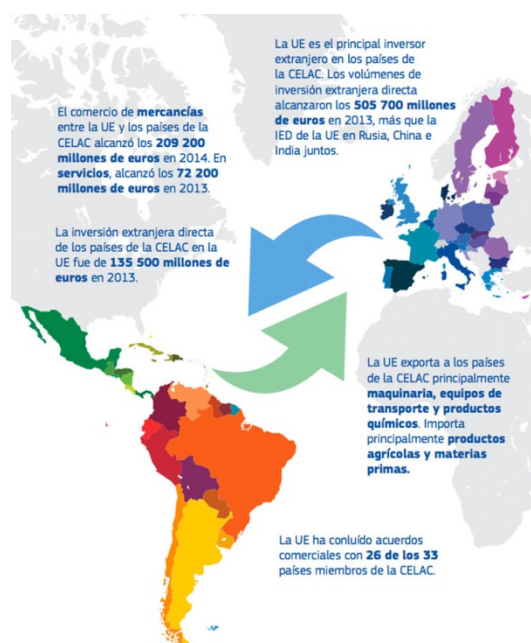 La UE es el principal inversor
extranjero en los países de
la CELAC. Los volúmenes de
inversión extranjera directa
alcanzaron los 505 700 millones
de euros en 2013, más que la
IED de la UE en Rusia, China e
India juntos.
El comercio de mercancías
entre la UE y los países de la
CELAC alcanzó los 209 200
millones de euros en 2014. En
servicios, alcanzó los 72 200
millones de euros en 2013.
La inversión extranjera directa
de los países de la CELAC en la
UE fue de 135 500 millones de
euros en 2013.
La UE exporta a los países
de la CELAC principalmente
maquinaria, equipos de
transporte y productos
químicos. Importa
principalmente productos
agrícolas y materias
primas.
La UE ha conluído acuerdos
comerciales con 26 de los 33
países miembros de la CELAC.